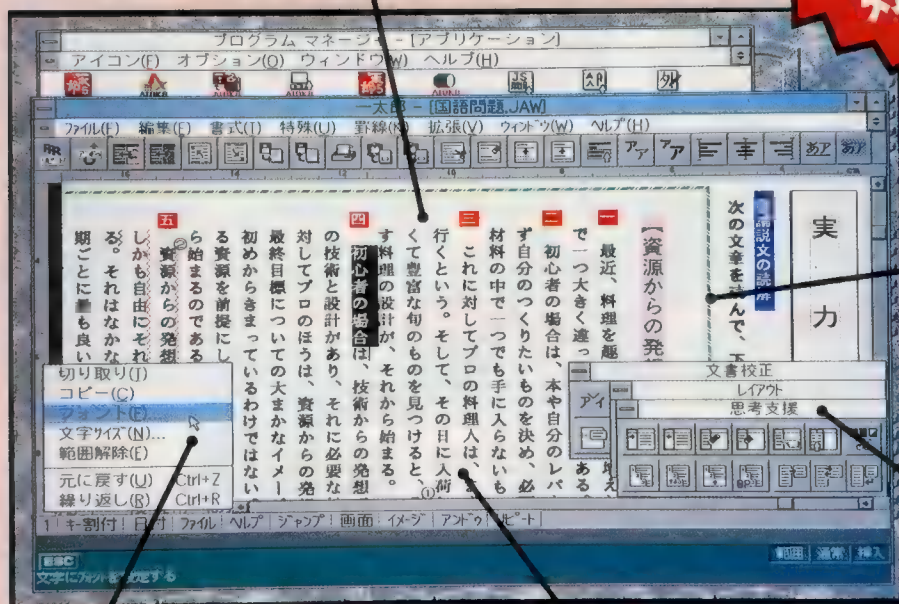 プログラム マネージャー - [アプリケーション]
アイコン(F) オプション(O) ウィンドウ(W) ヘルプ(H)
一太郎 - [国語問題.JAW]
ファイル(F) 編集(E) 書式(T) 特殊(U) 罫線(K) 拡張(V) ウィンドウ(W) ヘルプ(H)
実力
論説文の読解
次の文章を読んで、下
【資源からの発想
一
最近、料理を趣
で一つ大きく違っ
ある。
二
初心者の場合は、本や自分のレパ
ず自分のつくりたいものを決め、必
材料の中で一つでも手に入らないも
三
これに対してプロの料理人は、
行くという。そして、その日に入荷
くて豊富な旬のものを見つけると、
す料理の設計が、それから始まる。
①
四
初心者の場合は、技術からの発想
の技術と設計があり、それに必要な
対してプロのほうは、資源からの発
最終目標についての大まかなイメー
初めからきまっているわけではない
る資源を前提にし
ら始まるのである
五
②資源からの発想
しかも自由にそれ
る。それはなかな
期ごとに も良い
文書校正
レイアウト
思考支援
切り取り(T)
コピー(C)
フォント(F)
文字サイズ(N)...
範囲解除(E)
元に戻す(U) Ctrl+Z
繰り返し(R) Ctrl+R
1 キー割付 日付 ファイル ヘルプ ジャンプ 画面 イメージ アンドゥ リピート
ESC
範囲 通常 挿入
文字にフォントを設定する